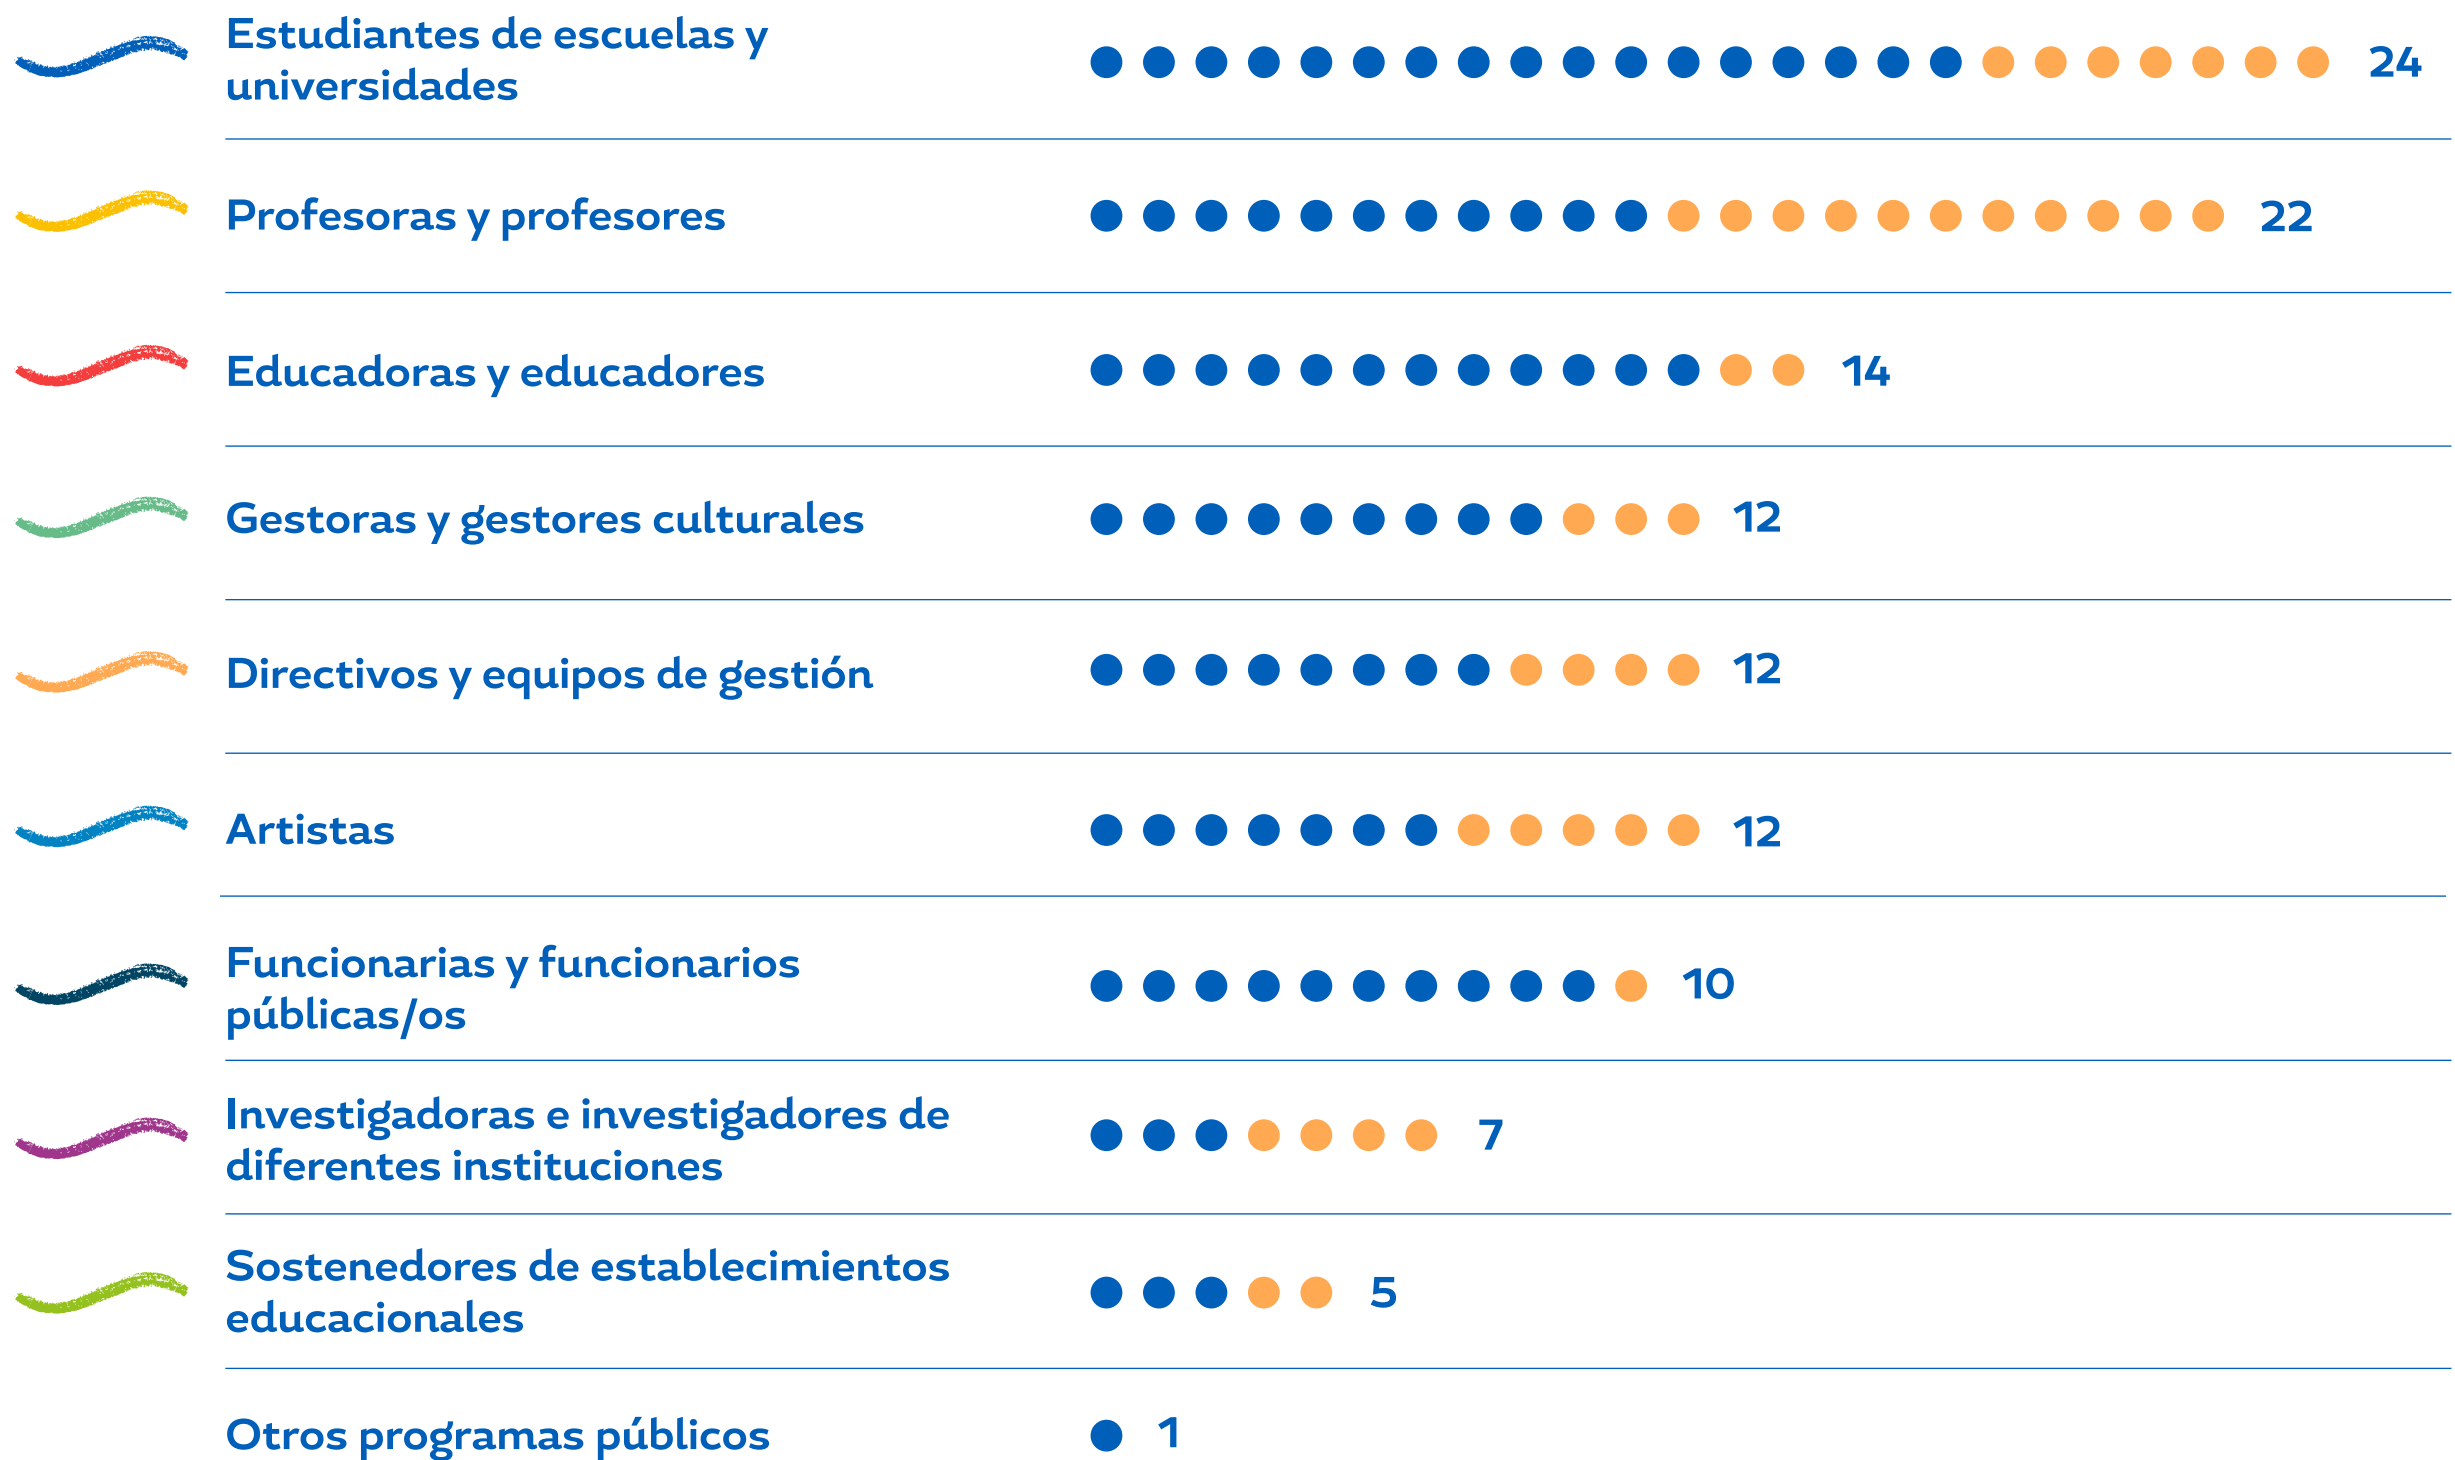 Estudiantes de escuelas y
universidades
24
Profesoras y profesores
22
Educadoras y educadores
14
Gestoras y gestores culturales
12
Directivos y equipos de gestión
12
Artistas
12
Funcionarias y funcionarios
públicas/os
10
Investigadoras e investigadores de
diferentes instituciones
7
Sostenedores de establecimientos
educacionales
5
Otros programas públicos
1